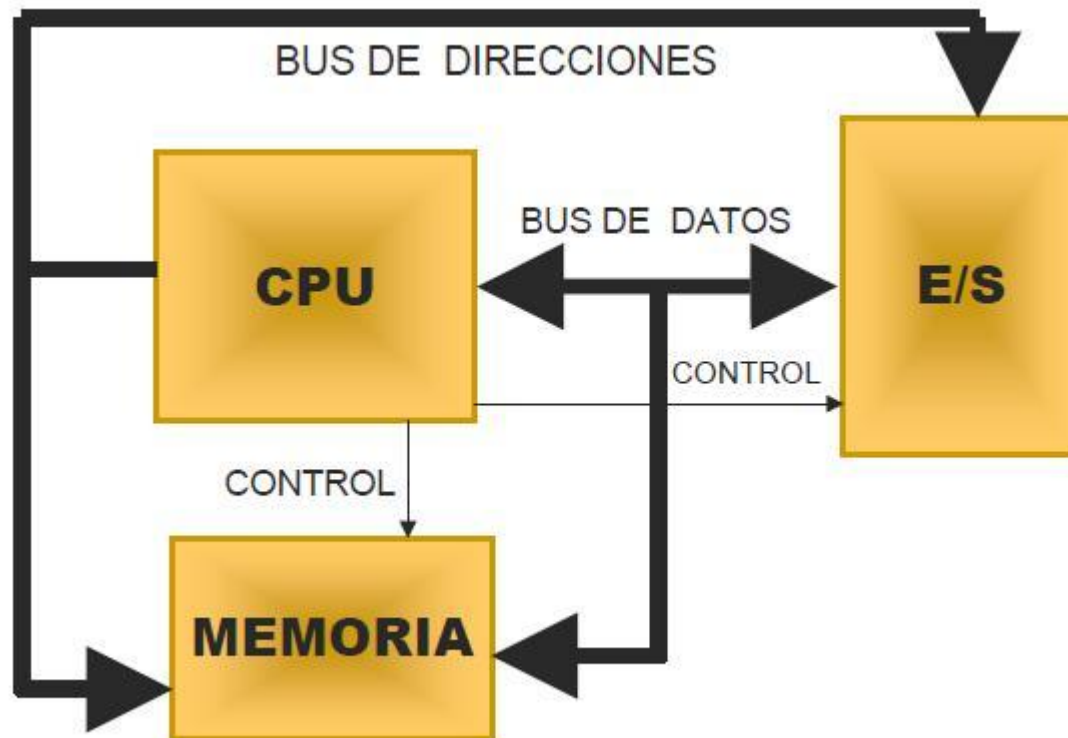 BUS DE DIRECCIONES
BUS DE DATOS
CPU
E/S
CONTROL
CONTROL
MEMORIA